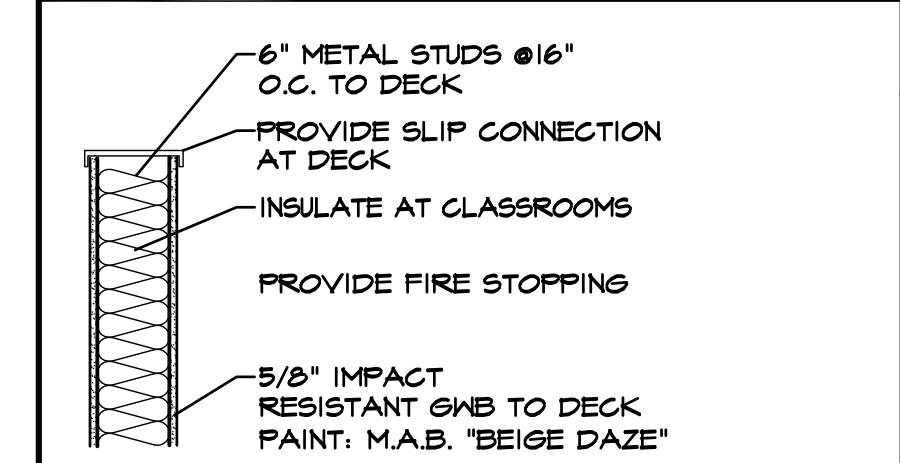 6" METAL STUDS @16"
O.C. TO DECK
PROVIDE SLIP CONNECTION
AT DECK
INSULATE AT CLASSROOMS
PROVIDE FIRE STOPPING
5/8" IMPACT
RESISTANT GWB TO DECK
PAINT: M.A.B. "BEIGE DAZE"